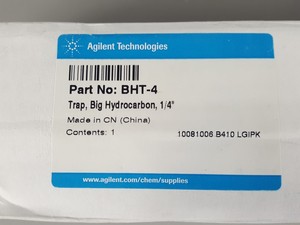 Agilent Technologies
Part No: BHT-4
Trap, Big Hydrocarbon, 1/4"
Made in CN (China)
Contents: 1
10081006 B410 LGIPK
www.agilent.com/chem/supplies